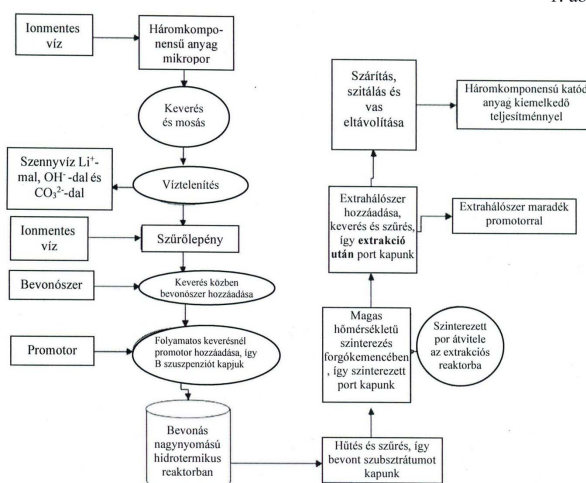 1. áb
Ionmentes
víz
Háromkompo-
nensű anyag
mikropor
Keverés
és mosás
Szennyvíz Li⁺-
mal, OH⁻-dal és
CO₃²⁻-dal
Víztelenítés
Ionmentes
víz
Szűrőlepény
Bevonószer
Keverés közben
bevonószer hozzáadása
Promotor
Folyamatos keverésnél
promotor hozzáadása, így
B szuszpenziót kapjuk
Bevonás
nagynyomású
hidrotermikus
reaktorban
Hűtés és szűrés, így
bevont szubsztrátumot
kapunk
Magas
hőmérsékletű
szinterezés
forgókemencében
, így szinterezett
port kapunk
Szinterezett
por átvitele
az extrakciós
reaktorba
Extrahálószer
hozzáadása,
keverés és szűrés,
így extrakció
után port kapunk
Extrahálószer maradék
promotorral
Szárítás,
szitálás és
vas
eltávolítása
Háromkomponensú katód
anyag kiemelkedő
teljesítménnyel